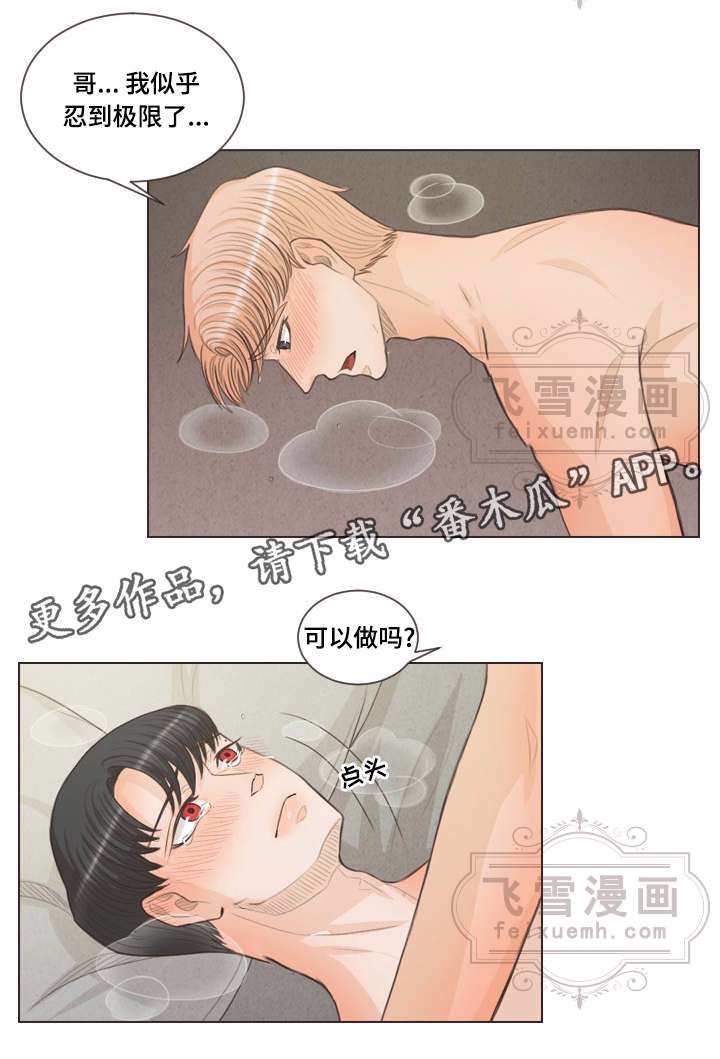 哥... 我似乎
忍到极限了...
飞雪漫画
feixuemh.com
更多作品，请下载“番木瓜”APP。
可以做吗?
点头
飞雪漫画
feixuemh.com